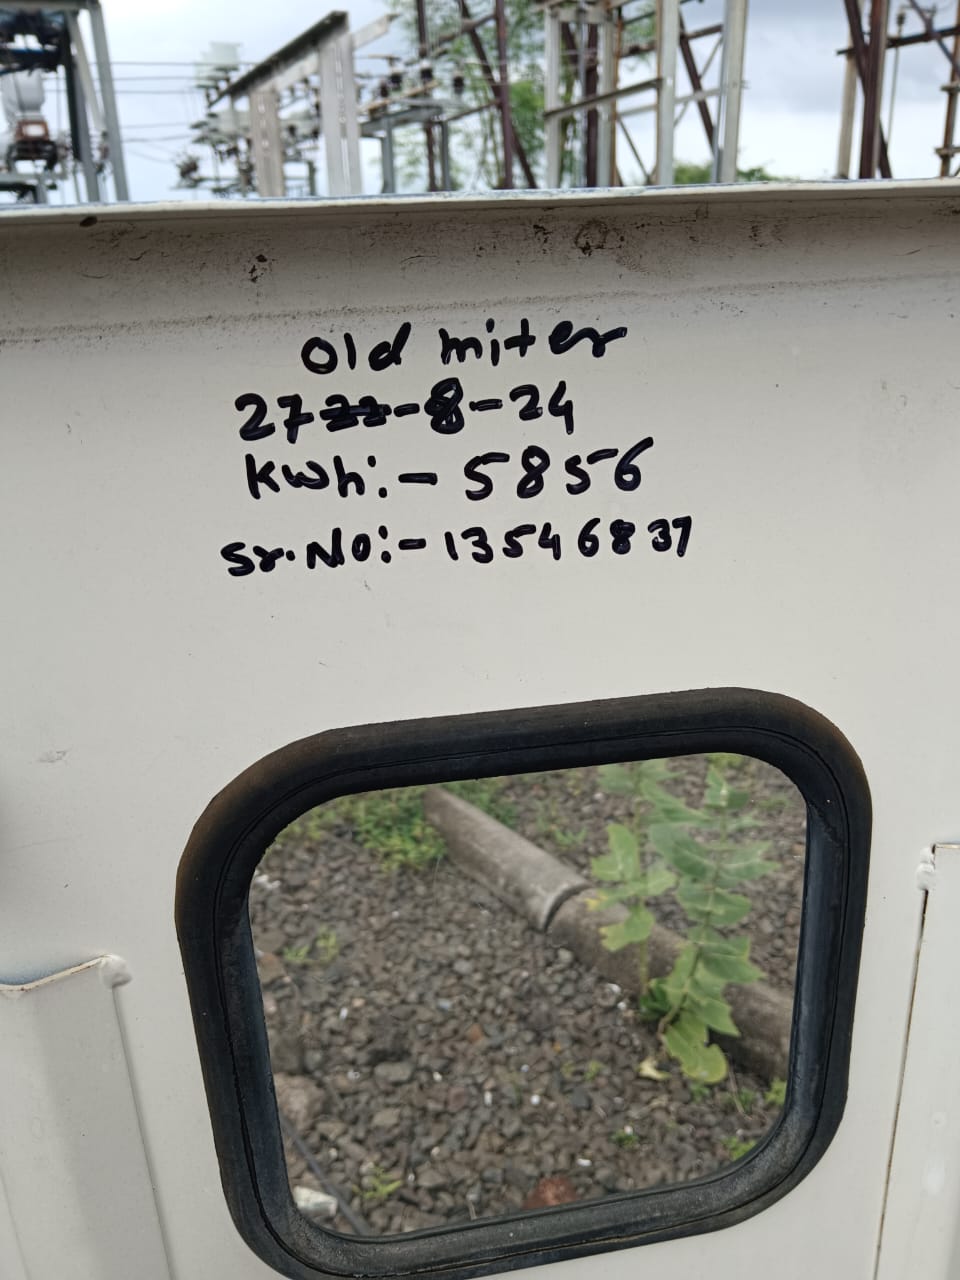 Old miter
27-8-24
kwh:- 5856
Sr.No:- 13546837